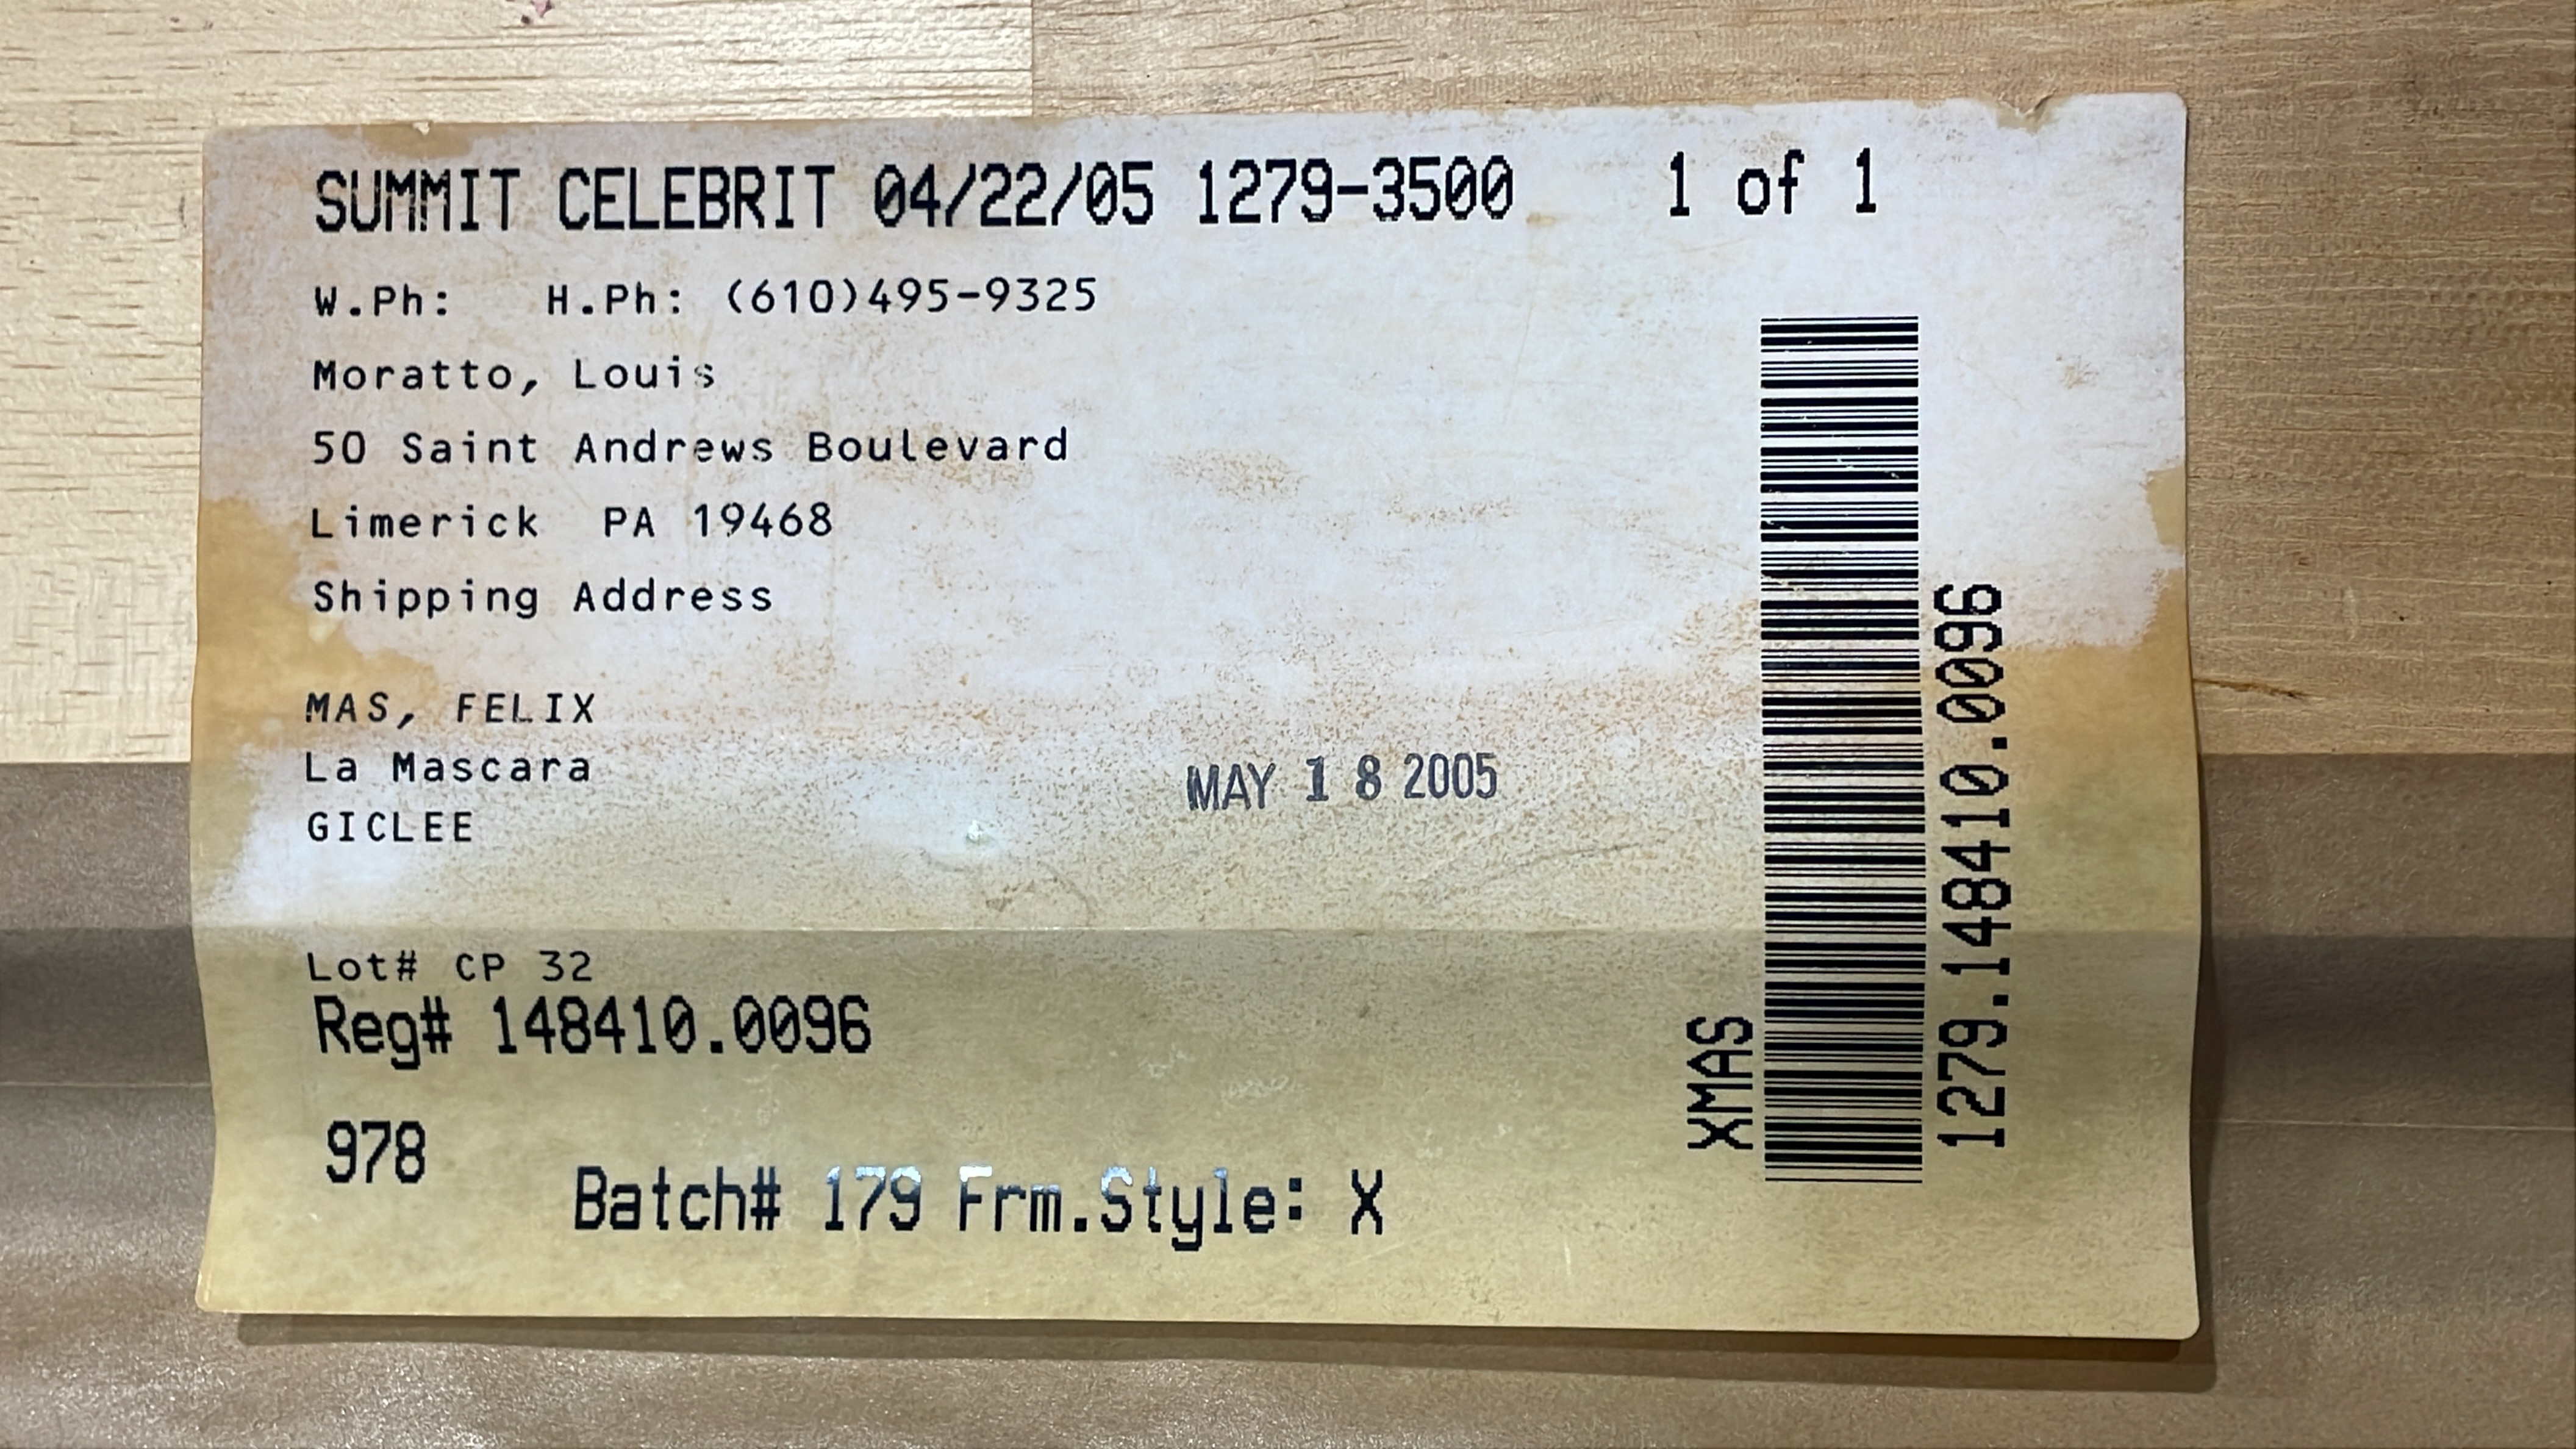 SUMMIT CELEBRIT 04/22/05 1279-3500 1 of 1
W.Ph: H.Ph: (610)495-9325
Moratto, Louis
50 Saint Andrews Boulevard
Limerick PA 19468
Shipping Address
MAS, FELIX
La Mascara
GICLEE
MAY 18 2005
Lot# CP 32
Reg# 148410.0096
978
Batch# 179 Frm.Style: X
XMAS
1279.148410.0096